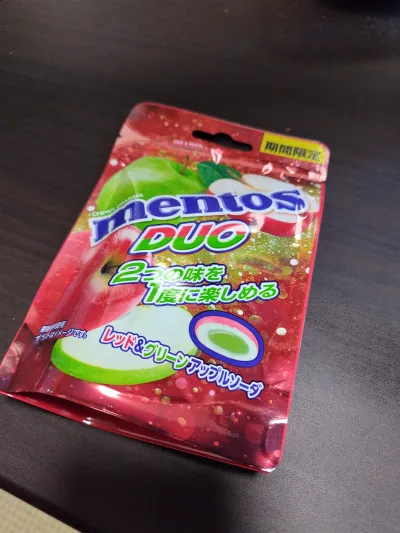 期間限定
mentos
DUO
2つの味を
1度に楽しめる
レッド&グリーンアップルソーダ